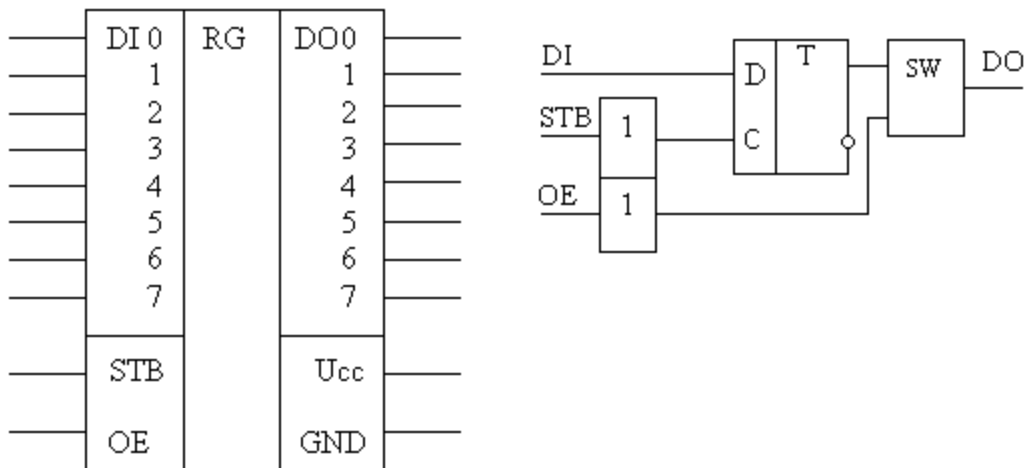 DI 0 RG DO0
1 1
2 2
3 3
4 4
5 5
6 6
7 7
STB Ucc
OE GND
DI D T SW DO
STB 1 C
OE 1